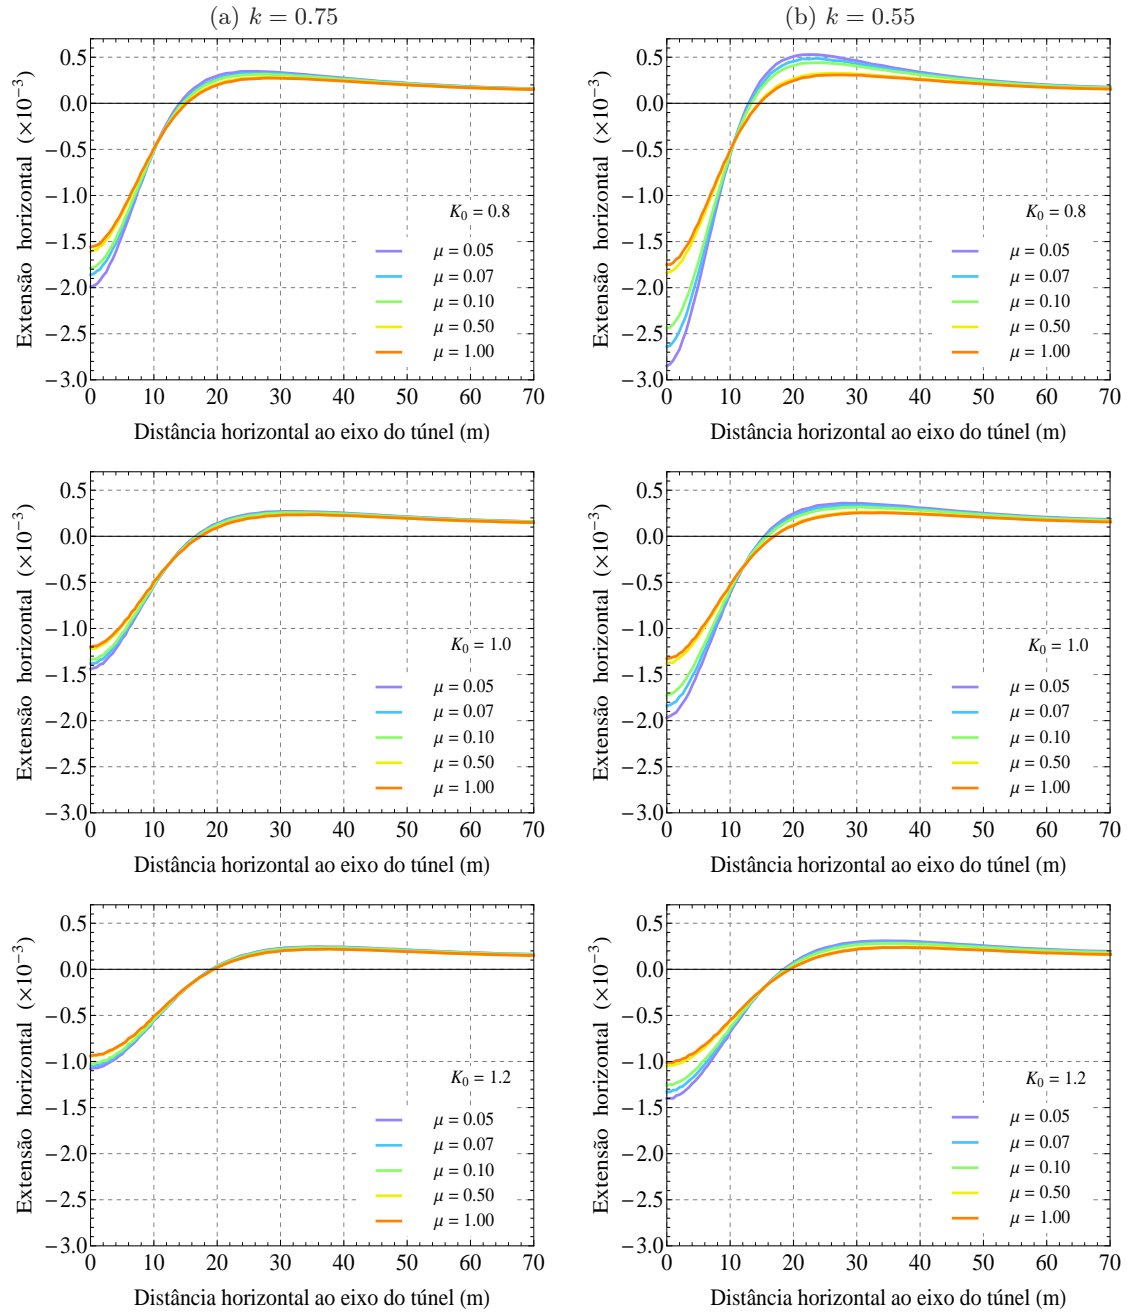 (a) k = 0.75
(b) k = 0.55
Extensão horizontal (×10⁻³)
0.5
0.0
−0.5
−1.0
−1.5
−2.0
−2.5
−3.0
K₀ = 0.8
μ = 0.05
μ = 0.07
μ = 0.10
μ = 0.50
μ = 1.00
0 10 20 30 40 50 60 70
Distância horizontal ao eixo do túnel (m)
Extensão horizontal (×10⁻³)
0.5
0.0
−0.5
−1.0
−1.5
−2.0
−2.5
−3.0
K₀ = 0.8
μ = 0.05
μ = 0.07
μ = 0.10
μ = 0.50
μ = 1.00
0 10 20 30 40 50 60 70
Distância horizontal ao eixo do túnel (m)
Extensão horizontal (×10⁻³)
0.5
0.0
−0.5
−1.0
−1.5
−2.0
−2.5
−3.0
K₀ = 1.0
μ = 0.05
μ = 0.07
μ = 0.10
μ = 0.50
μ = 1.00
0 10 20 30 40 50 60 70
Distância horizontal ao eixo do túnel (m)
Extensão horizontal (×10⁻³)
0.5
0.0
−0.5
−1.0
−1.5
−2.0
−2.5
−3.0
K₀ = 1.0
μ = 0.05
μ = 0.07
μ = 0.10
μ = 0.50
μ = 1.00
0 10 20 30 40 50 60 70
Distância horizontal ao eixo do túnel (m)
Extensão horizontal (×10⁻³)
0.5
0.0
−0.5
−1.0
−1.5
−2.0
−2.5
−3.0
K₀ = 1.2
μ = 0.05
μ = 0.07
μ = 0.10
μ = 0.50
μ = 1.00
0 10 20 30 40 50 60 70
Distância horizontal ao eixo do túnel (m)
Extensão horizontal (×10⁻³)
0.5
0.0
−0.5
−1.0
−1.5
−2.0
−2.5
−3.0
K₀ = 1.2
μ = 0.05
μ = 0.07
μ = 0.10
μ = 0.50
μ = 1.00
0 10 20 30 40 50 60 70
Distância horizontal ao eixo do túnel (m)